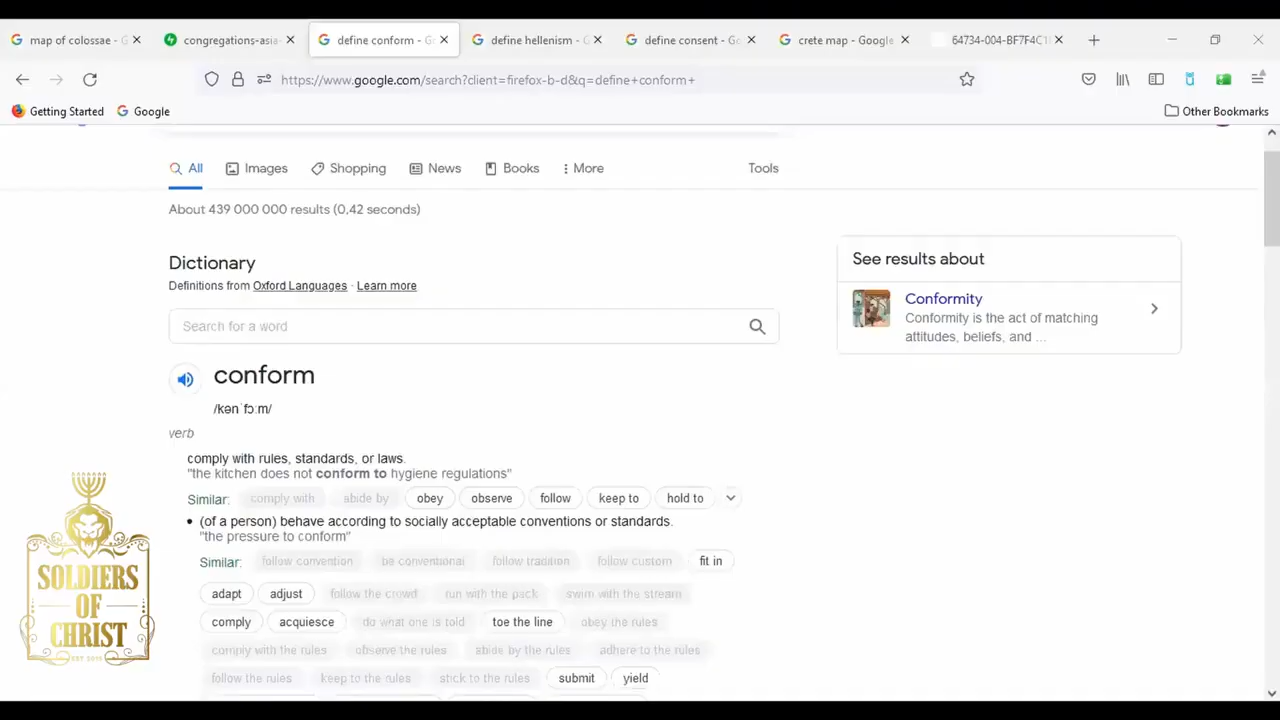 map of colossae - G
congregations-asia-
define conform - G
define hellenism - G
define consent - Go
crete map - Google
64734-004-BF7F4C1
https://www.google.com/search?client=firefox-b-d&q=define+conform+
Getting Started
Google
Other Bookmarks
All
Images
Shopping
News
Books
More
Tools
About 439 000 000 results (0,42 seconds)
Dictionary
Definitions from Oxford Languages · Learn more
Search for a word
See results about
Conformity
Conformity is the act of matching
attitudes, beliefs, and ...
conform
/kənˈfɔːm/
verb
comply with rules, standards, or laws.
"the kitchen does not conform to hygiene regulations"
Similar: comply with abide by obey observe follow keep to hold to
• (of a person) behave according to socially acceptable conventions or standards.
"the pressure to conform"
Similar: follow convention be conventional follow tradition follow custom fit in
adapt adjust follow the crowd run with the pack swim with the stream
comply acquiesce do what one is told toe the line obey the rules
comply with the rules observe the rules abide by the rules adhere to the rules
follow the rules keep to the rules stick to the rules submit yield
SOLDIERS
OF
CHRIST